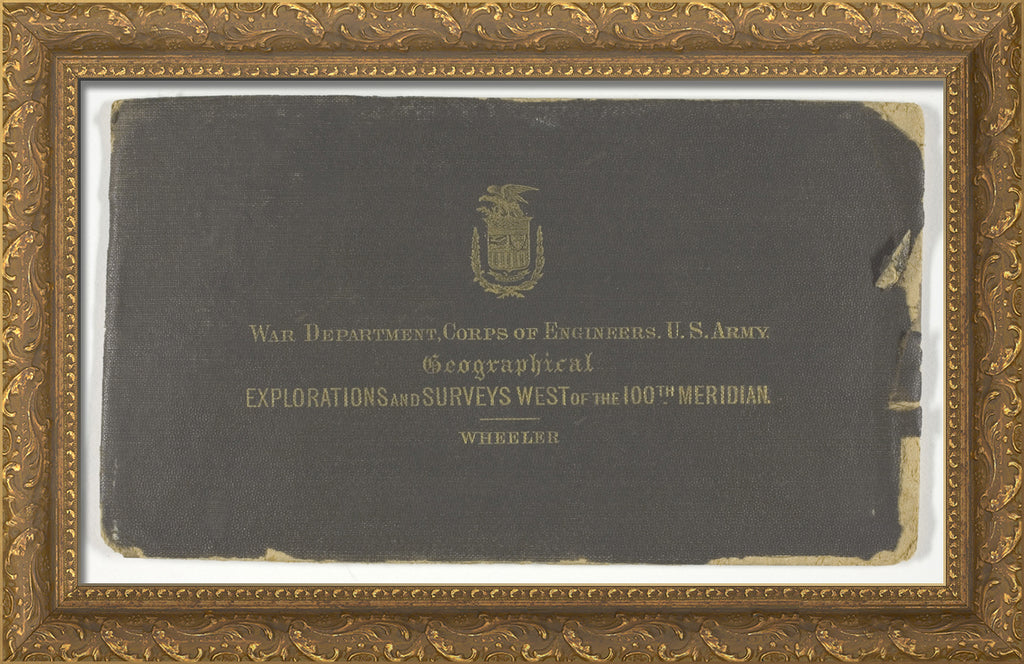 War Department, Corps of Engineers. U. S. Army.
Geographical
EXPLORATIONS AND SURVEYS WEST OF THE 100TH MERIDIAN.
WHEELER